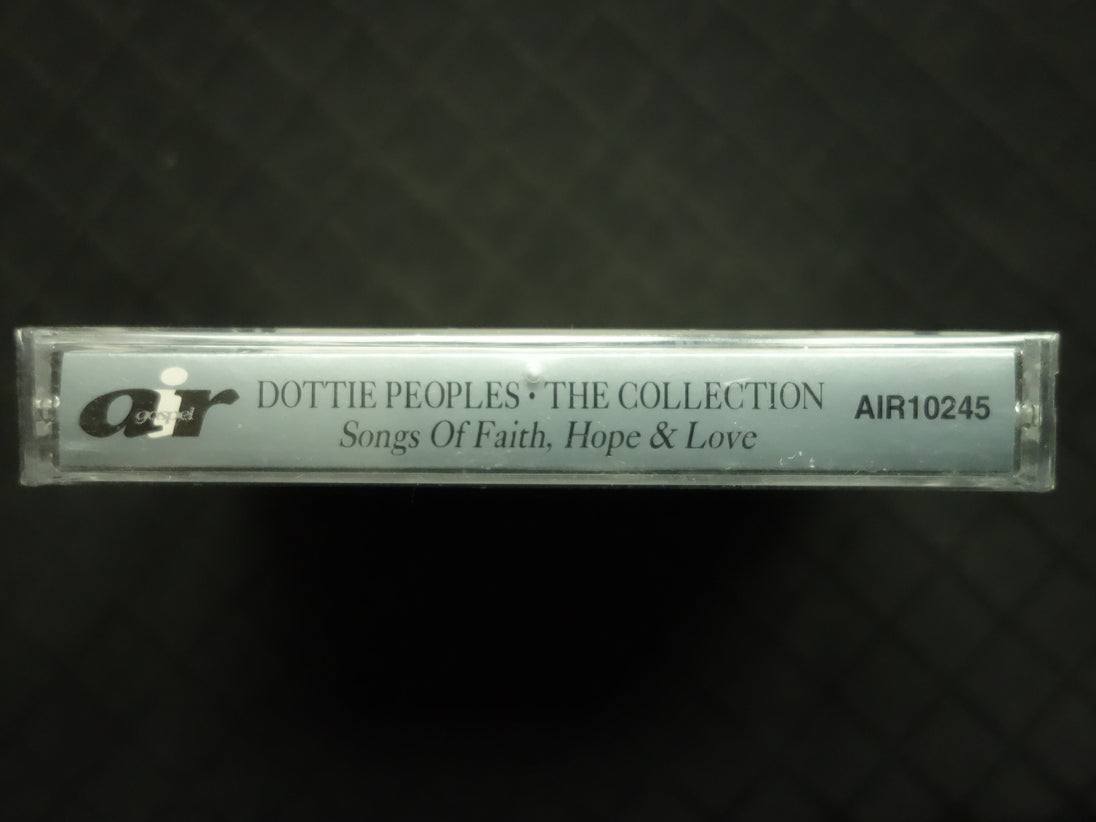 air
gospel
DOTTIE PEOPLES • THE COLLECTION
Songs Of Faith, Hope & Love
AIR10245